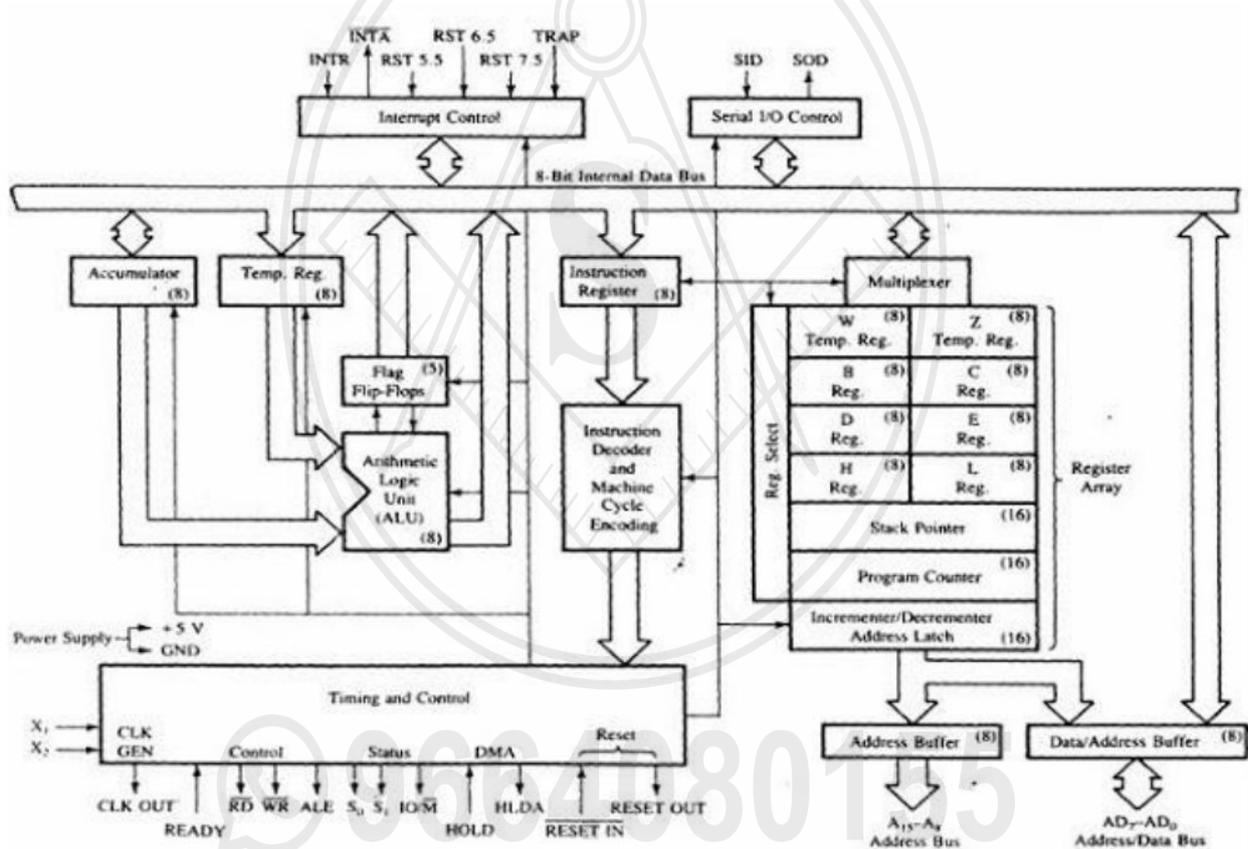 INTR
INTA
RST 5.5
RST 6.5
RST 7.5
TRAP
Interrupt Control
SID
SOD
Serial I/O Control
8-Bit Internal Data Bus
Accumulator
(8)
Temp. Reg.
(8)
Instruction
Register
(8)
Multiplexer
Flag
Flip-Flops
(5)
Arithmetic
Logic
Unit
(ALU)
(8)
Instruction
Decoder
and
Machine
Cycle
Encoding
Reg. Select
W (8)
Temp. Reg.
Z (8)
Temp. Reg.
B (8)
Reg.
C (8)
Reg.
D (8)
Reg.
E (8)
Reg.
H (8)
Reg.
L (8)
Reg.
(16)
Stack Pointer
(16)
Program Counter
Incrementer/Decrementer
Address Latch (16)
Register
Array
Power Supply
+5 V
GND
Timing and Control
X₁
X₂
CLK
GEN
Control
Status
DMA
Reset
CLK OUT
READY
RD
WR
ALE
S₀
S₁
IO/M
HOLD
HLDA
RESET IN
RESET OUT
Address Buffer (8)
Data/Address Buffer (8)
A₁₅–A₈
Address Bus
AD₇–AD₀
Address/Data Bus
9664080155